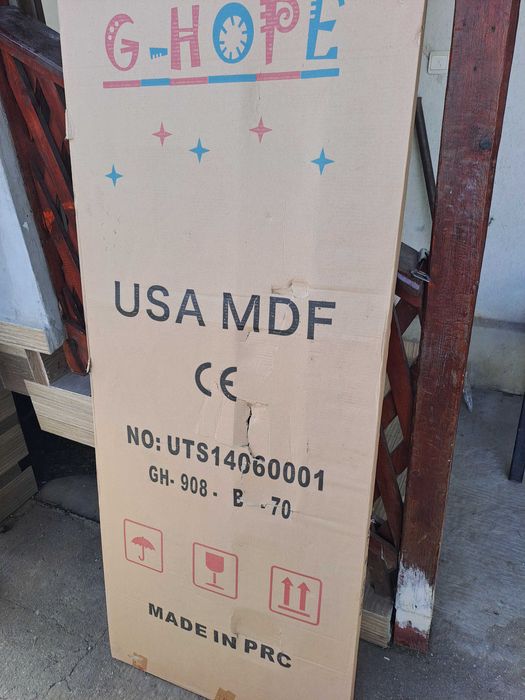 G-HOPE
USA MDF
CE
NO: UTS14060001
GH- 908 - B - 70
MADE IN PRC